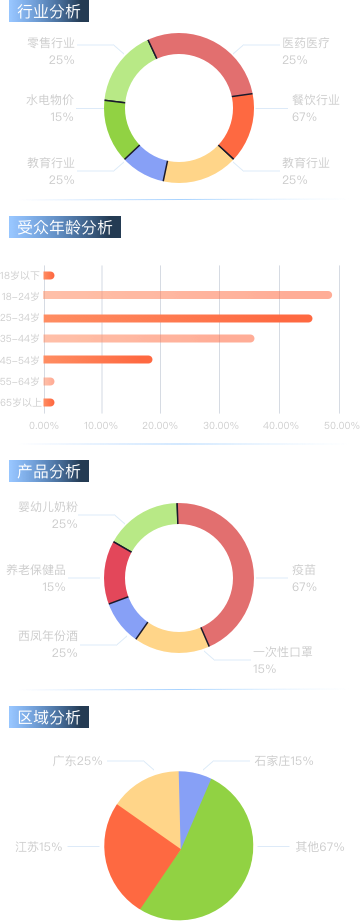 行业分析
零售行业
25%
医药医疗
25%
水电物价
15%
餐饮行业
67%
教育行业
25%
教育行业
25%
受众年龄分析
18岁以下
18-24岁
25-34岁
35-44岁
45-54岁
55-64岁
65岁以上
0.00% 10.00% 20.00% 30.00% 40.00% 50.00%
产品分析
婴幼儿奶粉
25%
养老保健品
15%
疫苗
67%
西凤年份酒
25%
一次性口罩
15%
区域分析
广东25%
石家庄15%
江苏15%
其他67%